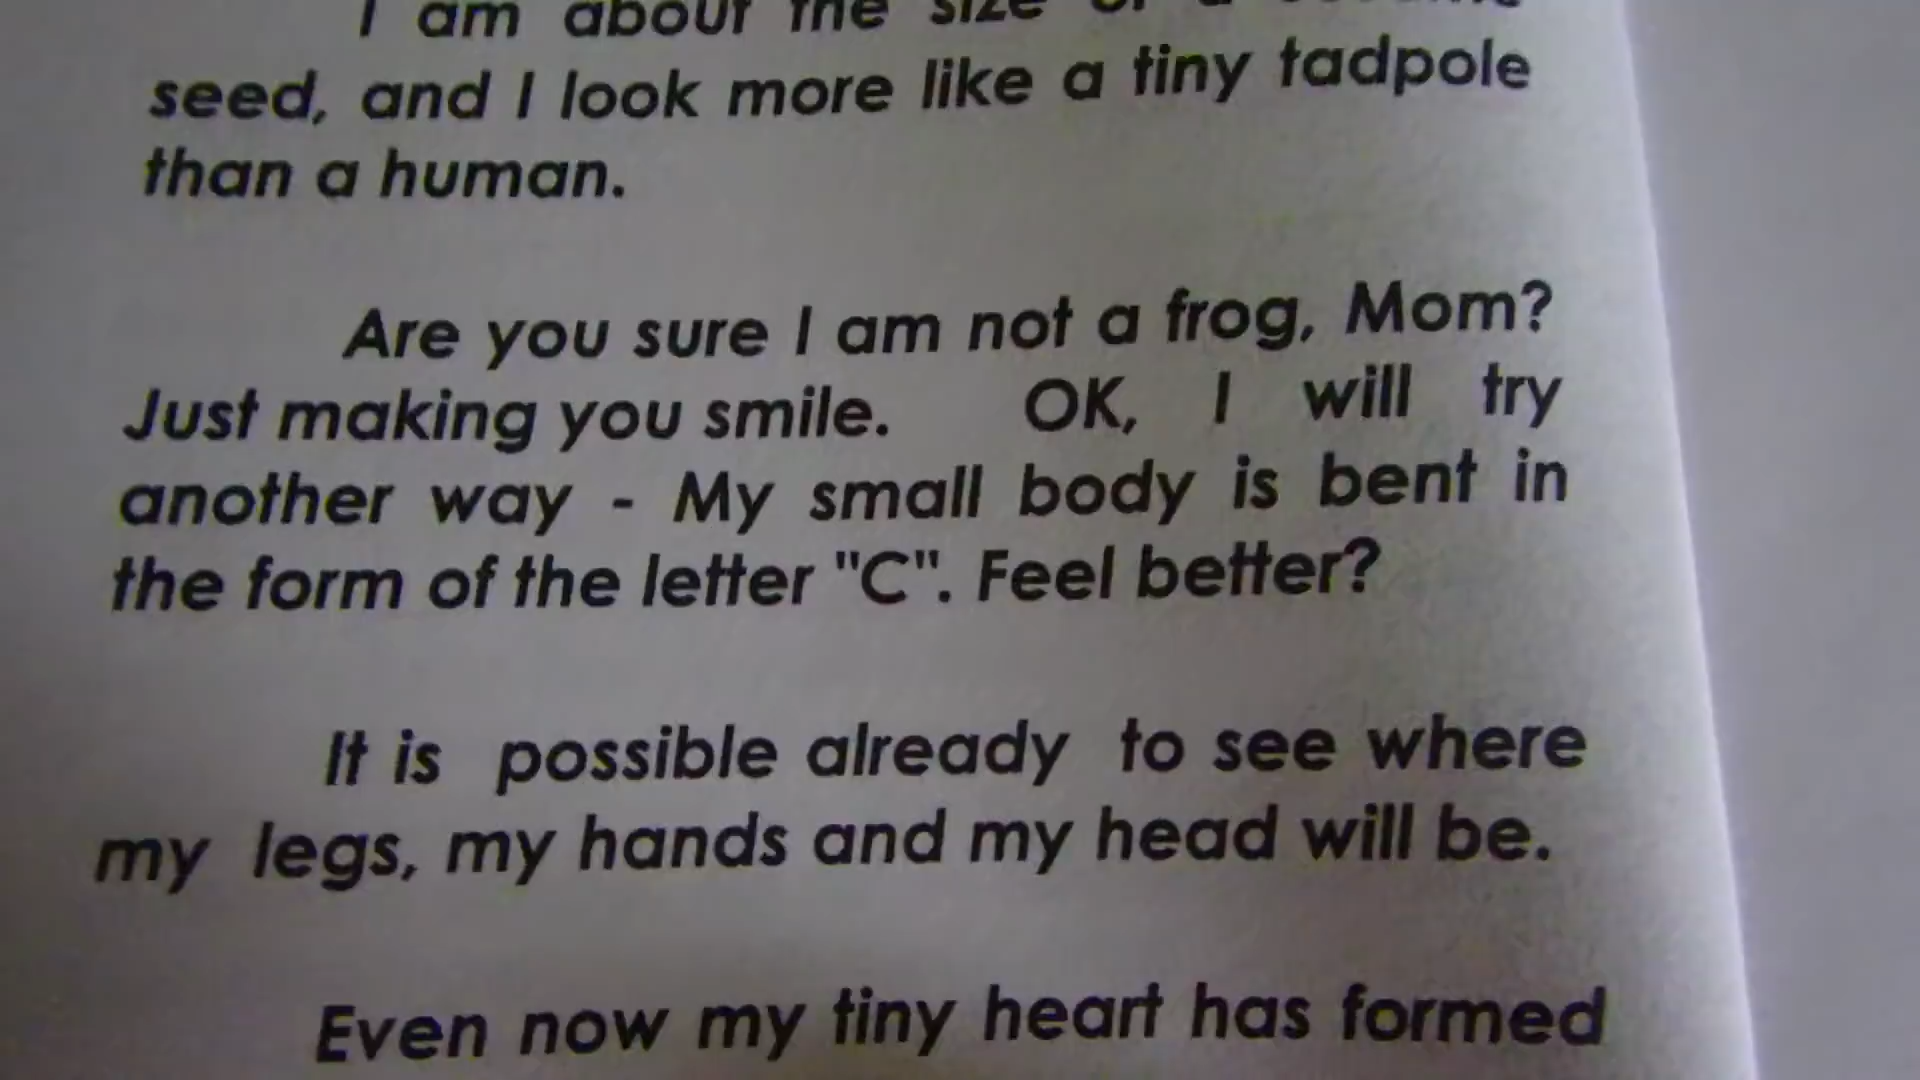 I am about the size of a
seed, and I look more like a tiny tadpole
than a human.
Are you sure I am not a frog, Mom?
Just making you smile. OK, I will try
another way - My small body is bent in
the form of the letter "C". Feel better?
It is possible already to see where
my legs, my hands and my head will be.
Even now my tiny heart has formed